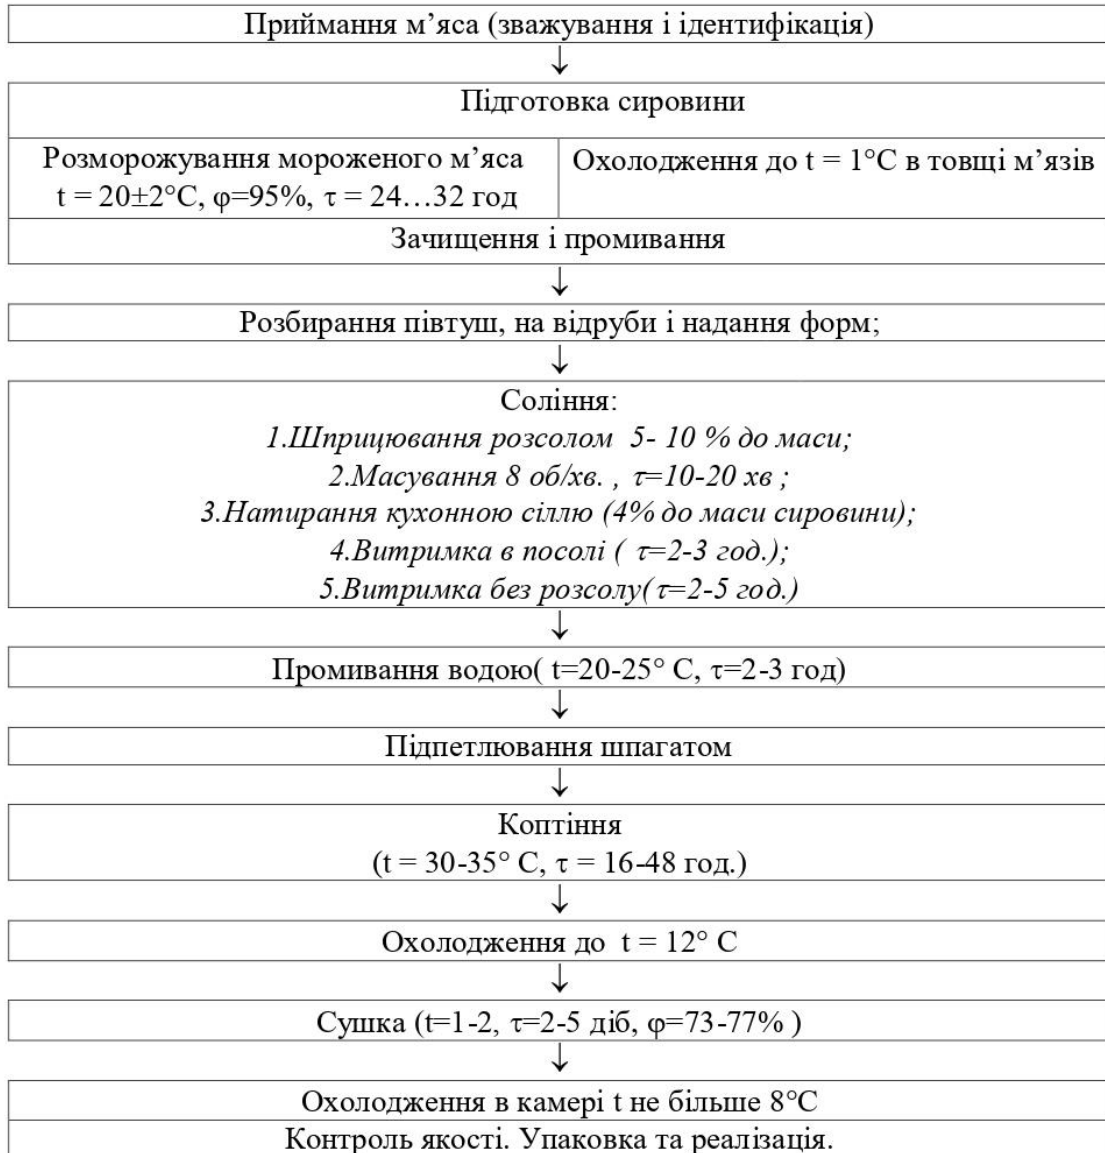 Приймання м’яса (зважування і ідентифікація)
Підготовка сировини
Розморожування мороженого м’яса
t = 20±2°C, φ=95%, τ = 24…32 год
Охолодження до t = 1°C в товщі м’язів
Зачищення і промивання
Розбирання півтуш, на відруби і надання форм;
Соління:
1.Шприцювання розсолом 5- 10 % до маси;
2.Масування 8 об/хв. , τ=10-20 хв ;
3.Натирання кухонною сіллю (4% до маси сировини);
4.Витримка в посолі ( τ=2-3 год.);
5.Витримка без розсолу(τ=2-5 год.)
Промивання водою( t=20-25° C, τ=2-3 год)
Підпетлювання шпагатом
Коптіння
(t = 30-35° C, τ = 16-48 год.)
Охолодження до t = 12° C
Сушка (t=1-2, τ=2-5 діб, φ=73-77% )
Охолодження в камері t не більше 8°C
Контроль якості. Упаковка та реалізація.